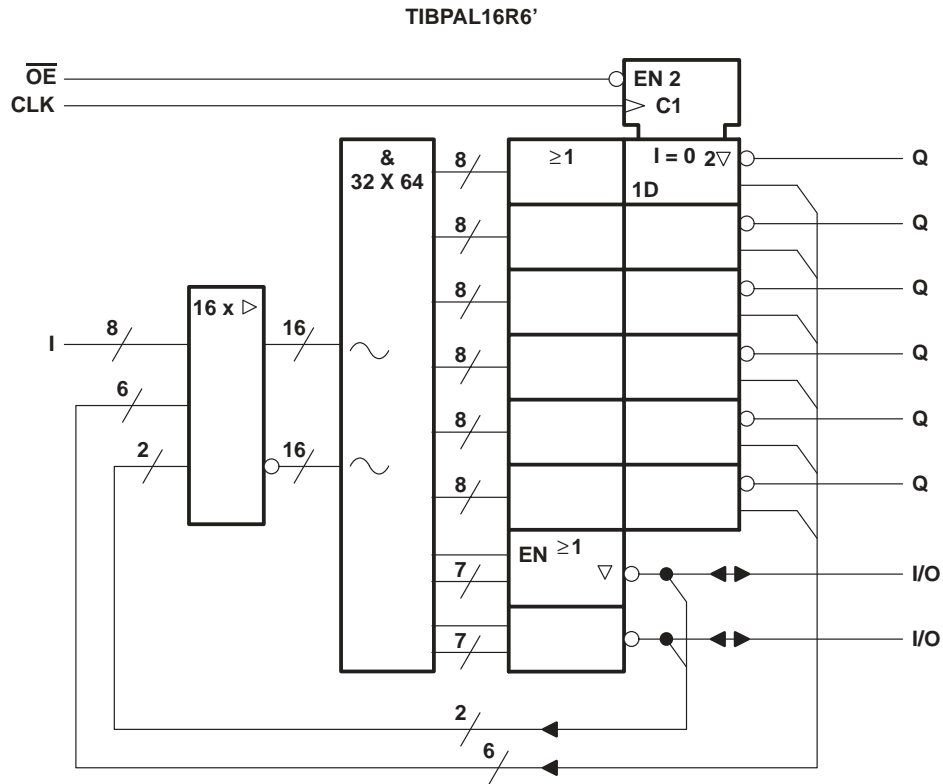 TIBPAL16R6’
OE
EN 2
CLK
C1
&
32 X 64
8
≥1
I = 0 2▽
Q
1D
8
Q
8
Q
16 x ▷
I
8
16
8
Q
6
8
Q
2
16
8
Q
EN ≥1
▽
7
I/O
7
I/O
2
6